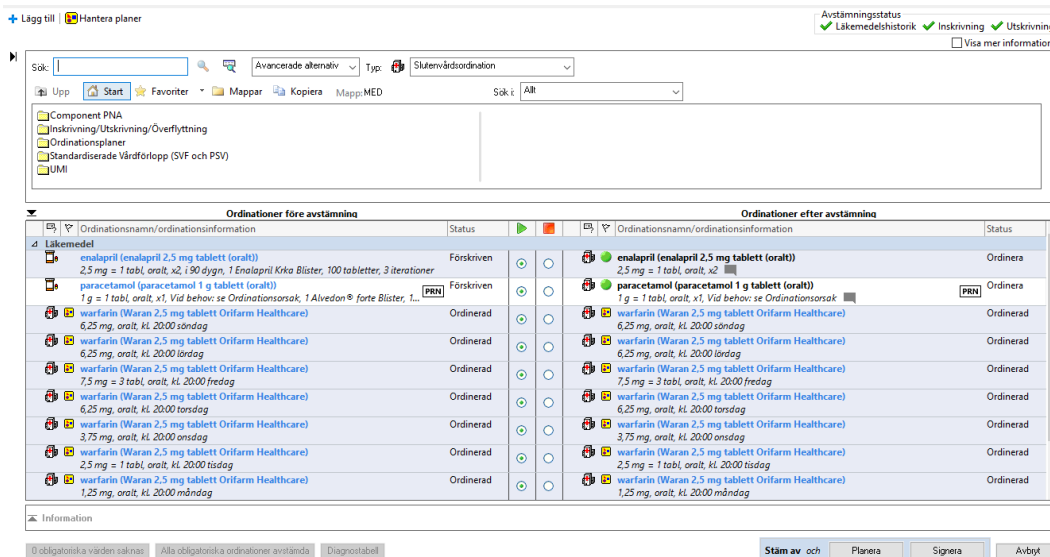 Lägg till Hantera planer
Avstämningsstatus
Läkemedelshistorik Inskrivning Utskrivning
Visa mer information
Sök: Avancerade alternativ Typ: Slutenvårdsordination
Upp Start Favoriter Mappar Kopiera Mapp: MED Sök i: Allt
Component PNA
Inskrivning/Utskrivning/Överflyttning
Ordinationsplaner
Standardiserade Vårdförlopp (SVF och PSV)
UMI
Ordinationer före avstämning Ordinationer efter avstämning
Ordinationsnamn/ordinationsinformation Status Ordinationsnamn/ordinationsinformation Status
Läkemedel
enalapril (enalapril 2,5 mg tablett (oralt)) Förskriven enalapril (enalapril 2,5 mg tablett (oralt)) Ordinera
2,5 mg = 1 tabl, oralt, x2, i 90 dygn, 1 Enalapril Krka Blister, 100 tabletter, 3 iterationer 2,5 mg = 1 tabl, oralt, x2
paracetamol (paracetamol 1 g tablett (oralt)) Förskriven paracetamol (paracetamol 1 g tablett (oralt)) Ordinera
1 g = 1 tabl, oralt, x1, Vid behov: se Ordinationsorsak, 1 Alvedon® forte Blister, 1... PRN 1 g = 1 tabl, oralt, x1, Vid behov: se Ordinationsorsak PRN
warfarin (Waran 2,5 mg tablett Orifarm Healthcare) Ordinerad warfarin (Waran 2,5 mg tablett Orifarm Healthcare) Ordinerad
6,25 mg, oralt, kl. 20:00 söndag 6,25 mg, oralt, kl. 20:00 söndag
warfarin (Waran 2,5 mg tablett Orifarm Healthcare) Ordinerad warfarin (Waran 2,5 mg tablett Orifarm Healthcare) Ordinerad
6,25 mg, oralt, kl. 20:00 lördag 6,25 mg, oralt, kl. 20:00 lördag
warfarin (Waran 2,5 mg tablett Orifarm Healthcare) Ordinerad warfarin (Waran 2,5 mg tablett Orifarm Healthcare) Ordinerad
7,5 mg = 3 tabl, oralt, kl. 20:00 fredag 7,5 mg = 3 tabl, oralt, kl. 20:00 fredag
warfarin (Waran 2,5 mg tablett Orifarm Healthcare) Ordinerad warfarin (Waran 2,5 mg tablett Orifarm Healthcare) Ordinerad
6,25 mg, oralt, kl. 20:00 torsdag 6,25 mg, oralt, kl. 20:00 torsdag
warfarin (Waran 2,5 mg tablett Orifarm Healthcare) Ordinerad warfarin (Waran 2,5 mg tablett Orifarm Healthcare) Ordinerad
3,75 mg, oralt, kl. 20:00 onsdag 3,75 mg, oralt, kl. 20:00 onsdag
warfarin (Waran 2,5 mg tablett Orifarm Healthcare) Ordinerad warfarin (Waran 2,5 mg tablett Orifarm Healthcare) Ordinerad
2,5 mg = 1 tabl, oralt, kl. 20:00 tisdag 2,5 mg = 1 tabl, oralt, kl. 20:00 tisdag
warfarin (Waran 2,5 mg tablett Orifarm Healthcare) Ordinerad warfarin (Waran 2,5 mg tablett Orifarm Healthcare) Ordinerad
1,25 mg, oralt, kl. 20:00 måndag 1,25 mg, oralt, kl. 20:00 måndag
Information
0 obligatoriska värden saknas Alla obligatoriska ordinationer avstämda Diagnostabell Stäm av och Planera Signera Avbryt